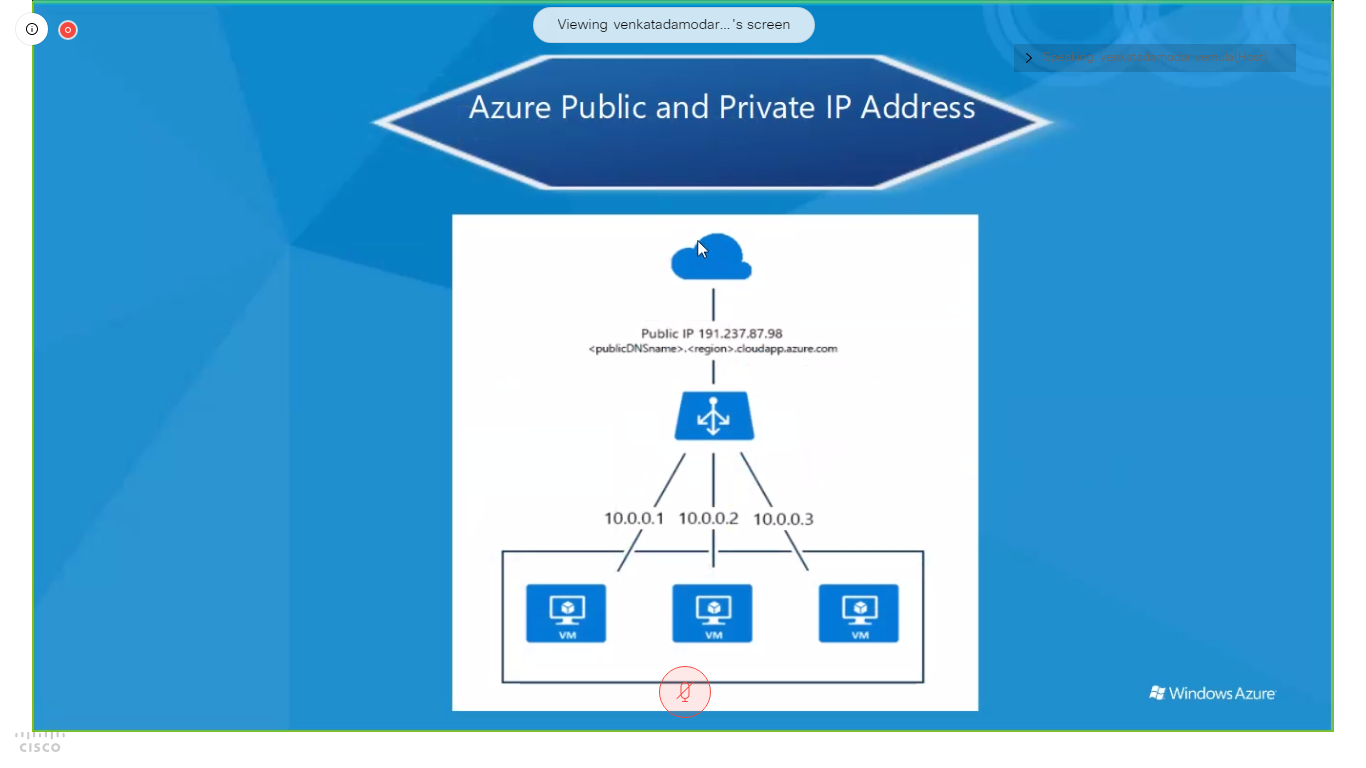 Viewing venkatadamodar...'s screen
Azure Public and Private IP Address
Public IP 191.237.87.98
<publicDNSname>.<region>.cloudapp.azure.com
10.0.0.1 10.0.0.2 10.0.0.3
VM VM VM
Windows Azure
CISCO